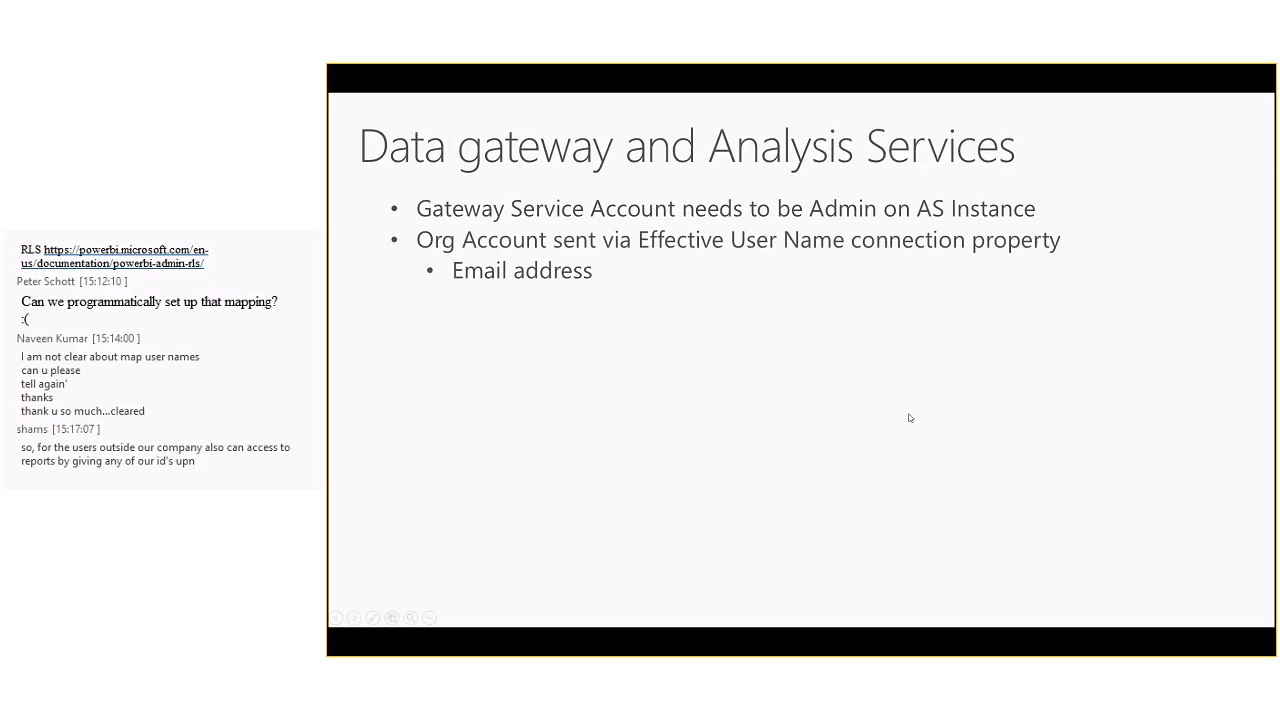 RLS https://powerbi.microsoft.com/en-
us/documentation/powerbi-admin-rls/
Peter Schott [15:12:10 ]
Can we programmatically set up that mapping?
:(
Naveen Kumar [15:14:00 ]
I am not clear about map user names
can u please
tell again'
thanks
thank u so much...cleared
shams [15:17:07 ]
so, for the users outside our company also can access to
reports by giving any of our id's upn
Data gateway and Analysis Services
• Gateway Service Account needs to be Admin on AS Instance
• Org Account sent via Effective User Name connection property
• Email address